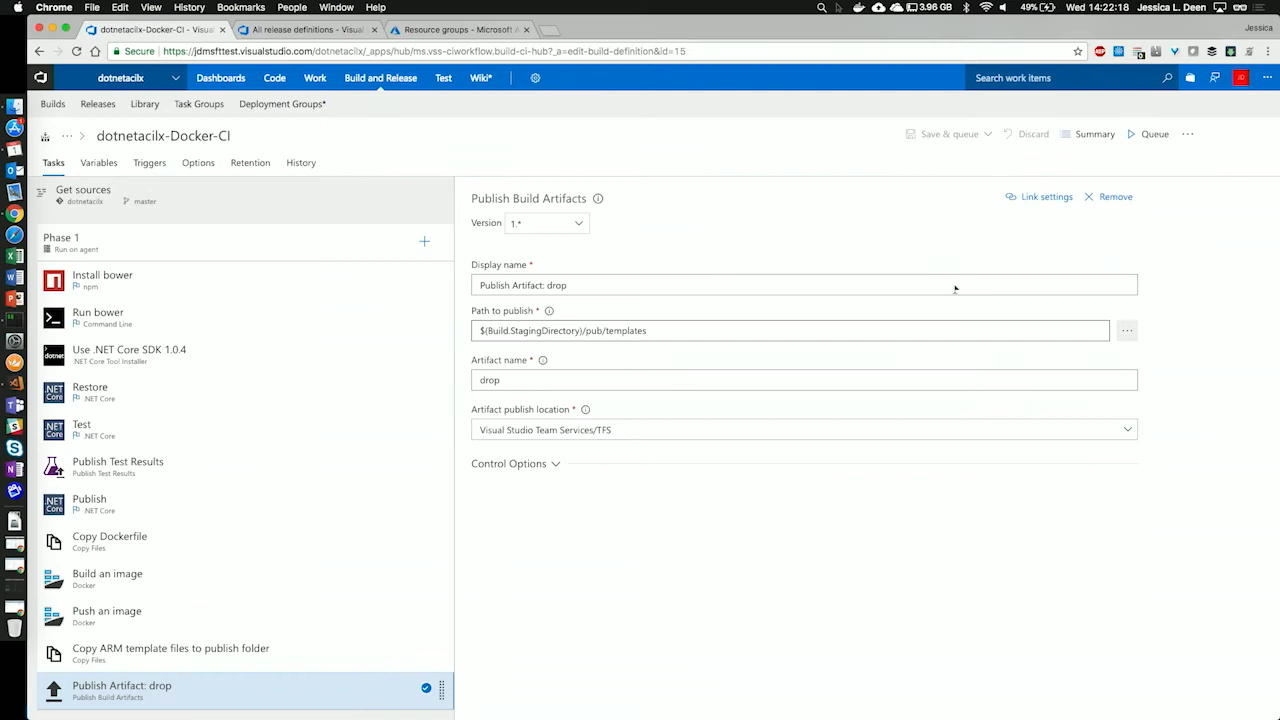 Chrome File Edit View History Bookmarks People Window Help 3.96 GB 49% Wed 14:22:18 Jessica L. Deen
dotnetacilx-Docker-CI - Visual All release definitions - Visual Resource groups - Microsoft A Jessica
Secure https://jdmsfttest.visualstudio.com/dotnetacilx/_apps/hub/ms.vss-ciworkflow.build-ci-hub?_a=edit-build-definition&id=15
dotnetacilx Dashboards Code Work Build and Release Test Wiki* Search work items JD
Builds Releases Library Task Groups Deployment Groups*
··· > dotnetacilx-Docker-CI Save & queue Discard Summary Queue ···
Tasks Variables Triggers Options Retention History
Get sources
dotnetacilx master
Phase 1
Run on agent
Install bower
npm
Run bower
Command Line
Use .NET Core SDK 1.0.4
.NET Core Tool Installer
Restore
.NET Core
Test
.NET Core
Publish Test Results
Publish Test Results
Publish
.NET Core
Copy Dockerfile
Copy Files
Build an image
Docker
Push an image
Docker
Copy ARM template files to publish folder
Copy Files
Publish Artifact: drop
Publish Build Artifacts
Publish Build Artifacts Link settings Remove
Version 1.*
Display name *
Publish Artifact: drop
Path to publish *
$(Build.StagingDirectory)/pub/templates
Artifact name *
drop
Artifact publish location *
Visual Studio Team Services/TFS
Control Options